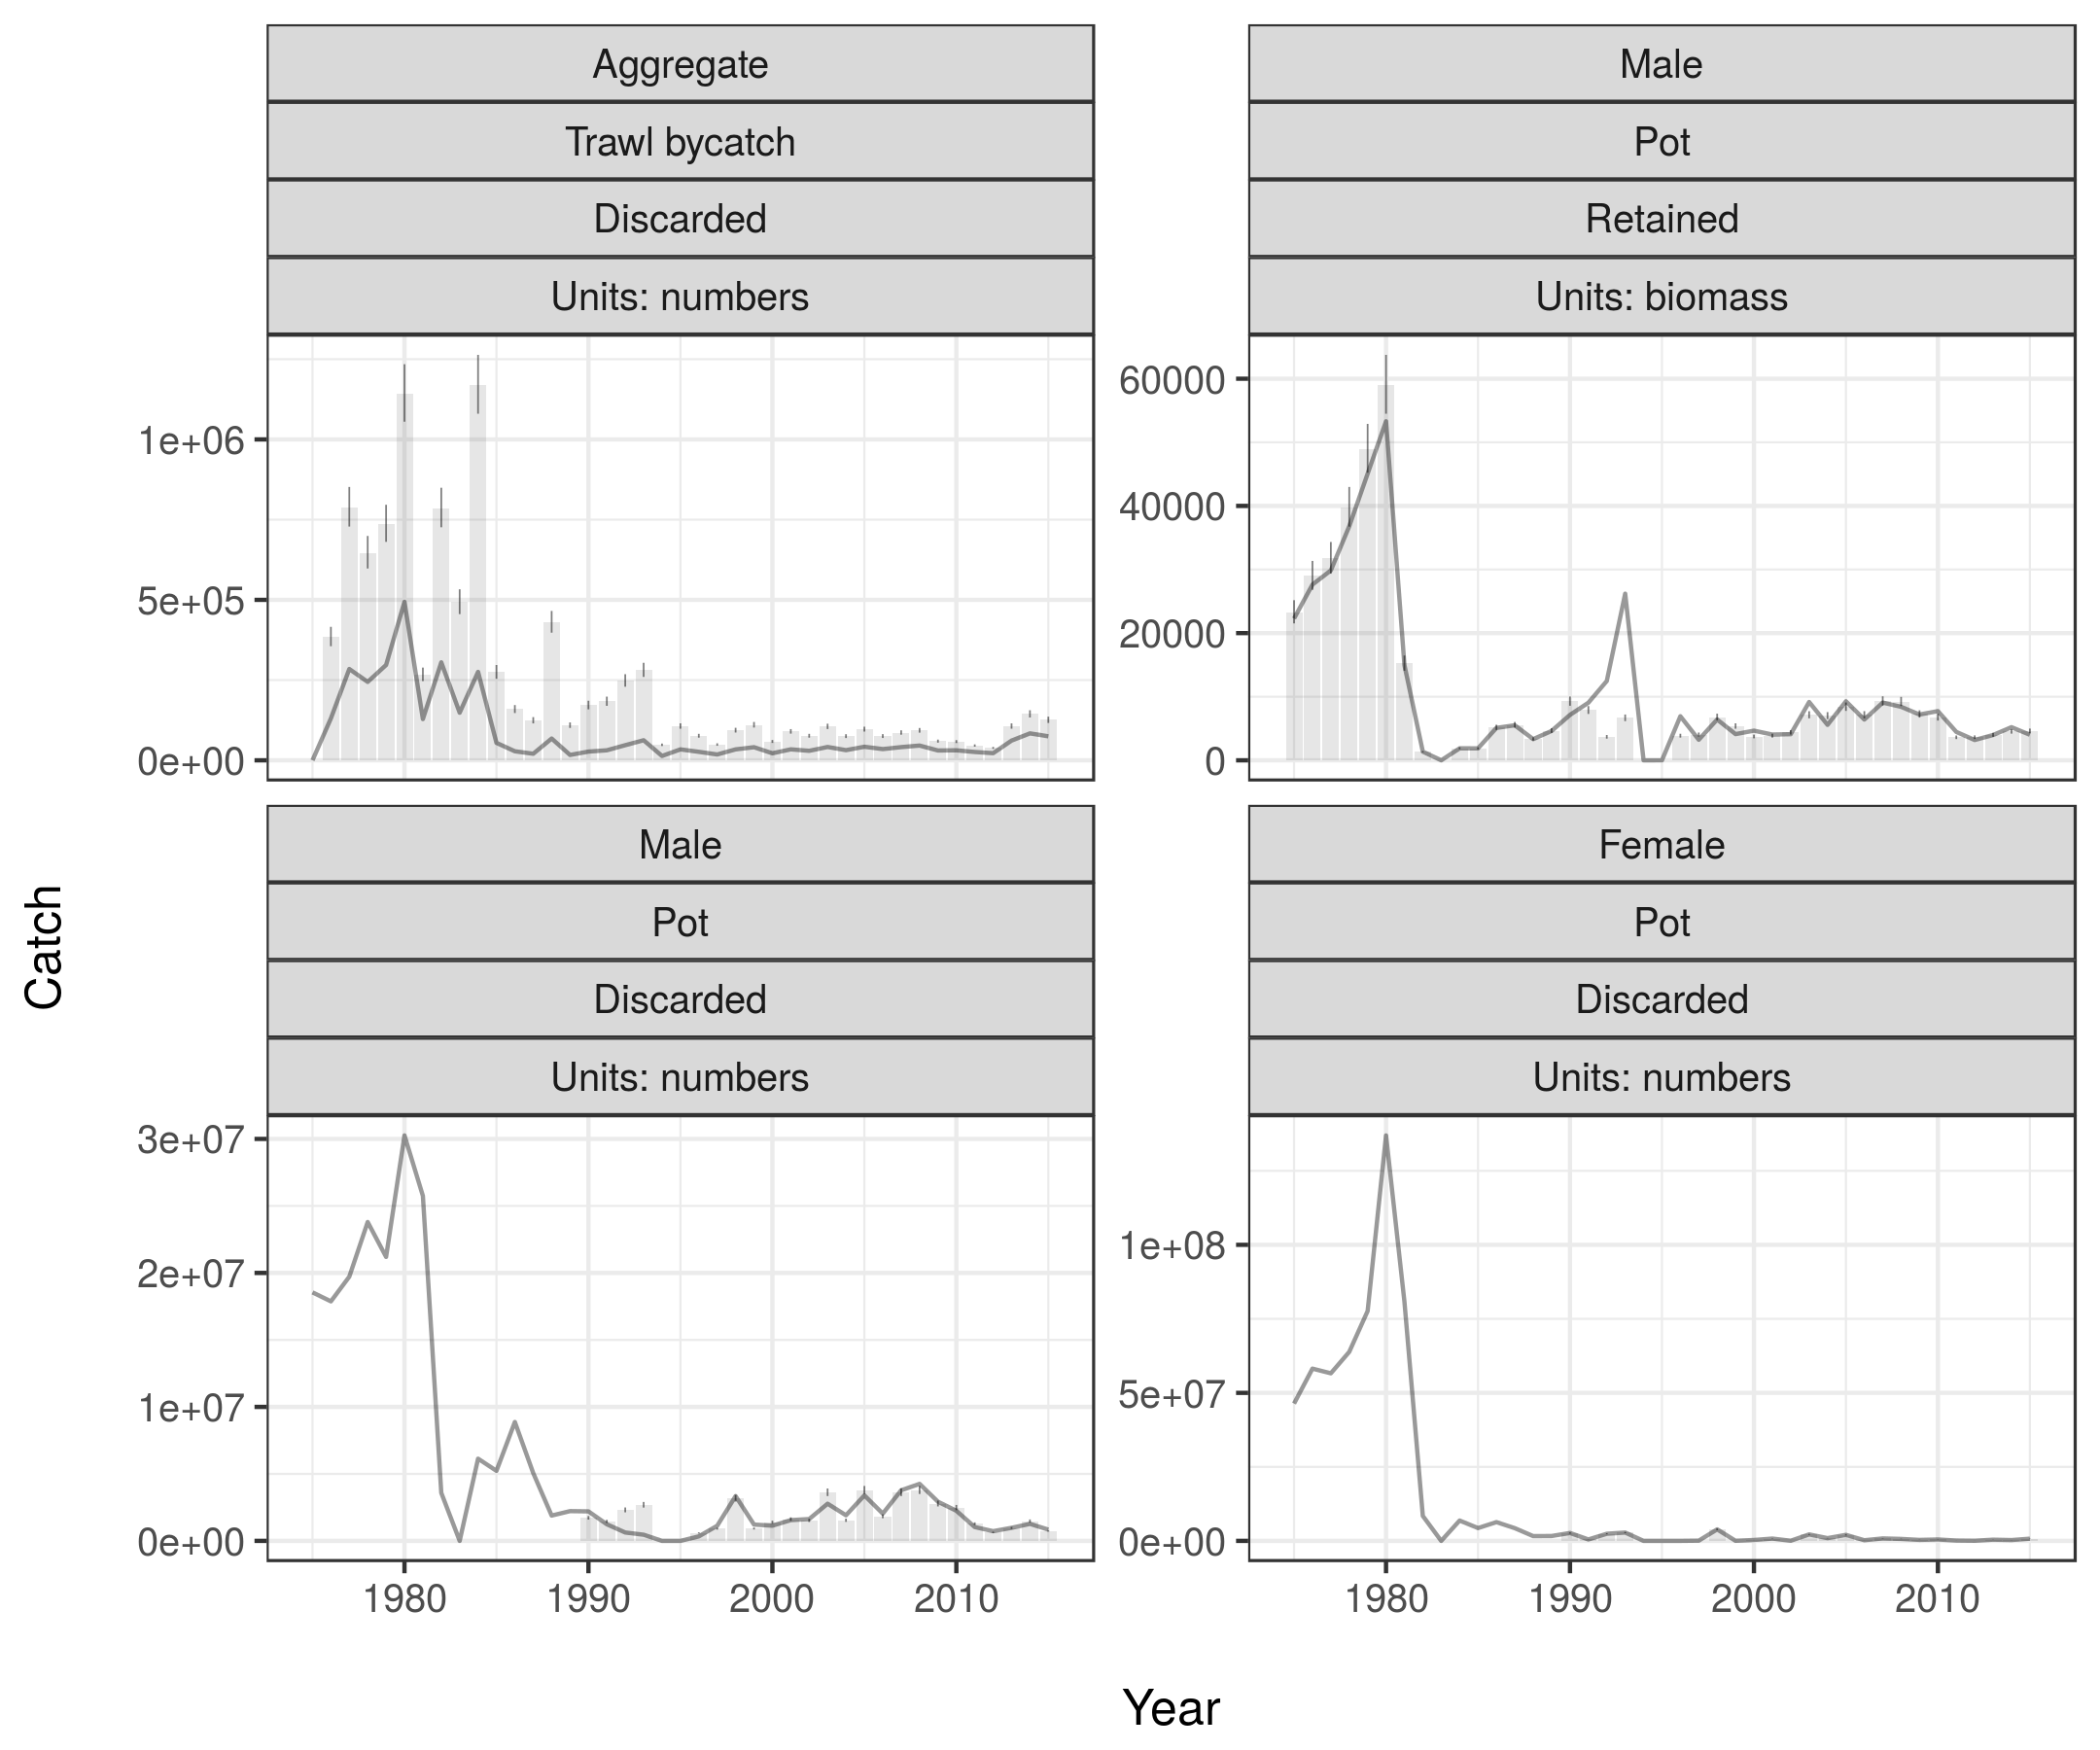 Aggregate
Trawl bycatch
Discarded
Units: numbers
1e+06
5e+05
0e+00
Male
Pot
Retained
Units: biomass
60000
40000
20000
0
Male
Pot
Discarded
Units: numbers
3e+07
2e+07
1e+07
0e+00
1980 1990 2000 2010
Female
Pot
Discarded
Units: numbers
1e+08
5e+07
0e+00
1980 1990 2000 2010
Catch
Year